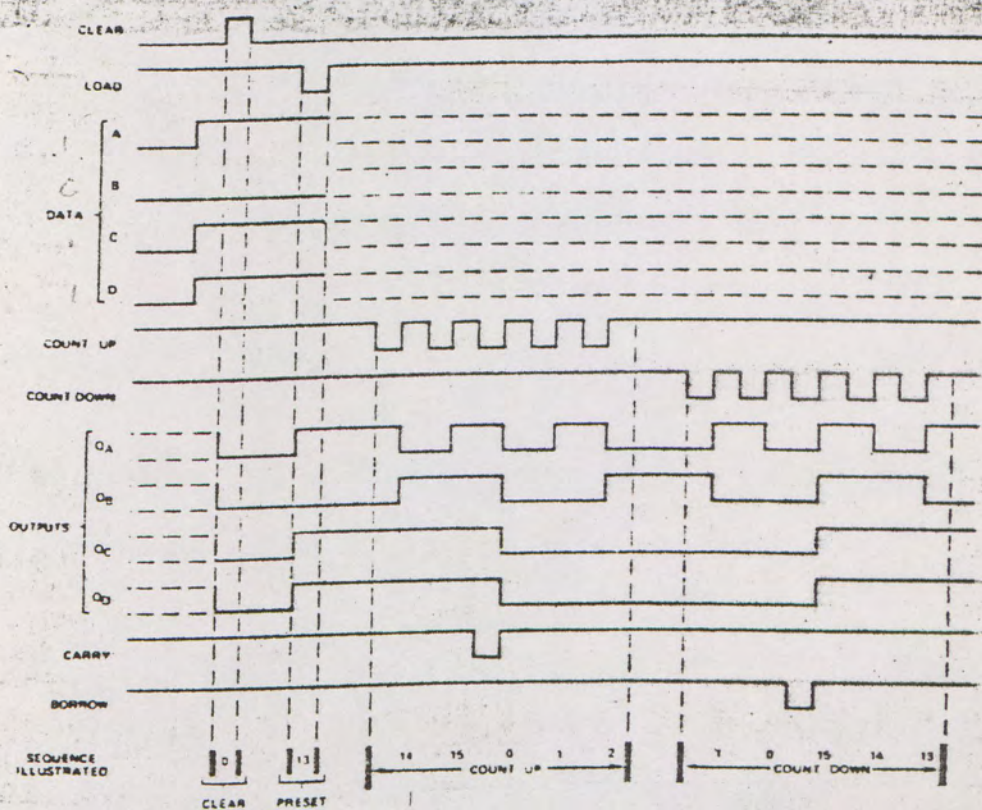 CLEAR
LOAD
A
B
DATA
C
D
COUNT UP
COUNT DOWN
QA
QB
OUTPUTS
QC
QD
CARRY
BORROW
SEQUENCE
ILLUSTRATED
0 13 14 15 0 1 2 1 0 15 14 13
COUNT UP COUNT DOWN
CLEAR PRESET